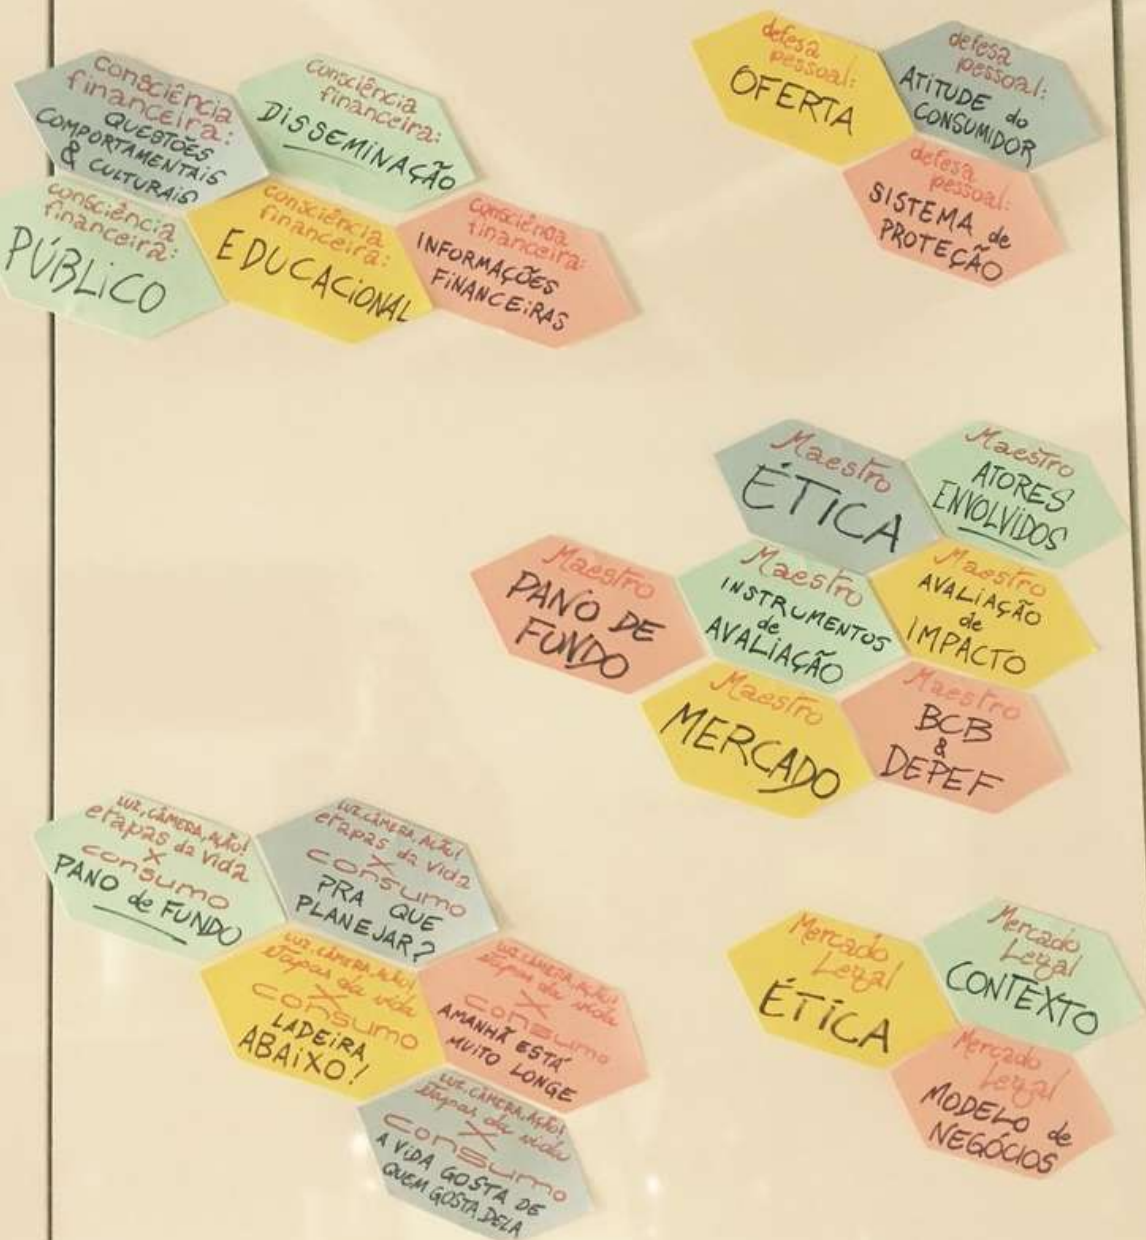 consciência
financeira:
QUESTÕES
COMPORTAMENTAIS
& CULTURAIS
consciência
financeira:
DISSEMINAÇÃO
consciência
financeira:
PÚBLICO
consciência
financeira:
EDUCACIONAL
consciência
financeira:
INFORMAÇÕES
FINANCEIRAS
defesa
pessoal:
OFERTA
defesa
pessoal:
ATITUDE do
CONSUMIDOR
defesa
pessoal:
SISTEMA de
PROTEÇÃO
Maestro
ÉTICA
Maestro
ATORES
ENVOLVIDOS
Maestro
PANO DE
FUNDO
Maestro
INSTRUMENTOS
de
AVALIAÇÃO
Maestro
AVALIAÇÃO
de
IMPACTO
Maestro
MERCADO
Maestro
BCB
&
DEPEF
LUZ, CÂMERA, AÇÃO!
etapas da vida
X
consumo
PANO de FUNDO
LUZ, CÂMERA, AÇÃO!
etapas da vida
X
consumo
PRA QUE
PLANEJAR?
LUZ, CÂMERA, AÇÃO!
etapas da vida
X
consumo
LADEIRA
ABAIXO!
LUZ, CÂMERA, AÇÃO!
etapas da vida
X
consumo
AMANHÃ ESTÁ
MUITO LONGE
LUZ, CÂMERA, AÇÃO!
etapas da vida
X
consumo
A VIDA GOSTA DE
QUEM GOSTA DELA
Mercado
Legal
ÉTICA
Mercado
Legal
CONTEXTO
Mercado
Legal
MODELO de
NEGÓCIOS